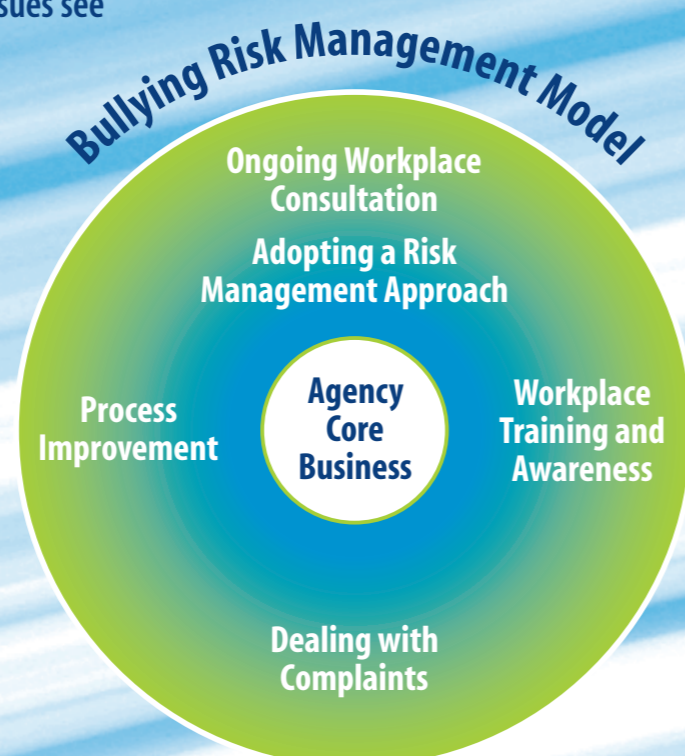 sues see
Bullying Risk Management Model
Ongoing Workplace
Consultation
Adopting a Risk
Management Approach
Process
Improvement
Agency
Core
Business
Workplace
Training and
Awareness
Dealing with
Complaints